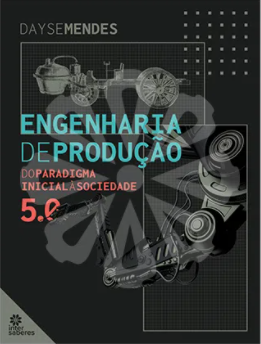 DAYSEMENDES
ENGENHARIA
DEPRODUÇÃO
DOPARADIGMA
INICIALÀSOCIEDADE
5.0
inter
saberes